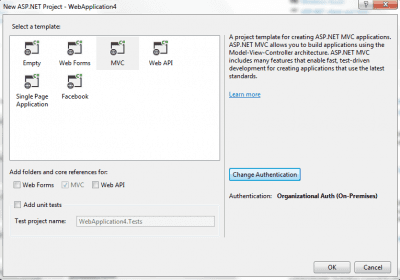 New ASP.NET Project - WebApplication4
Select a template:
Empty
Web Forms
MVC
Web API
Single Page
Application
Facebook
A project template for creating ASP.NET MVC applications.
ASP.NET MVC allows you to build applications using the
Model-View-Controller architecture. ASP.NET MVC
includes many features that enable fast, test-driven
development for creating applications that use the latest
standards.
Learn more
Change Authentication
Authentication: Organizational Auth (On-Premises)
Add folders and core references for:
Web Forms
MVC
Web API
Add unit tests
Test project name:
WebApplication4.Tests
OK
Cancel